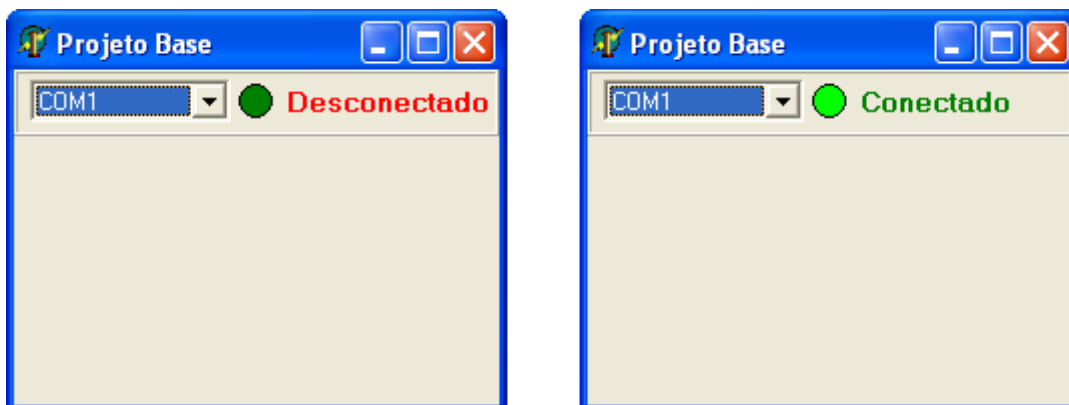 Projeto Base
COM1 Desconectado
Projeto Base
COM1 Conectado